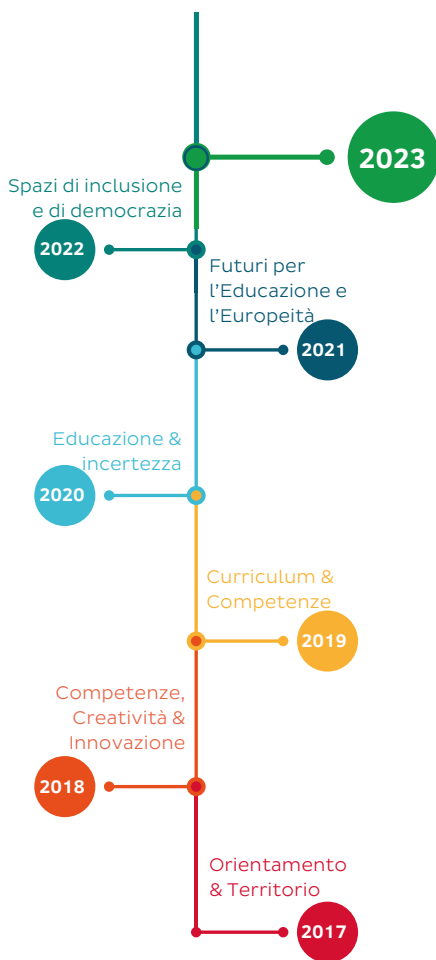 2023
Spazi di inclusione
e di democrazia
2022
Futuri per
l'Educazione e
l'Europeità
2021
Educazione &
incertezza
2020
Curriculum &
Competenze
2019
Competenze,
Creatività &
Innovazione
2018
Orientamento
& Territorio
2017